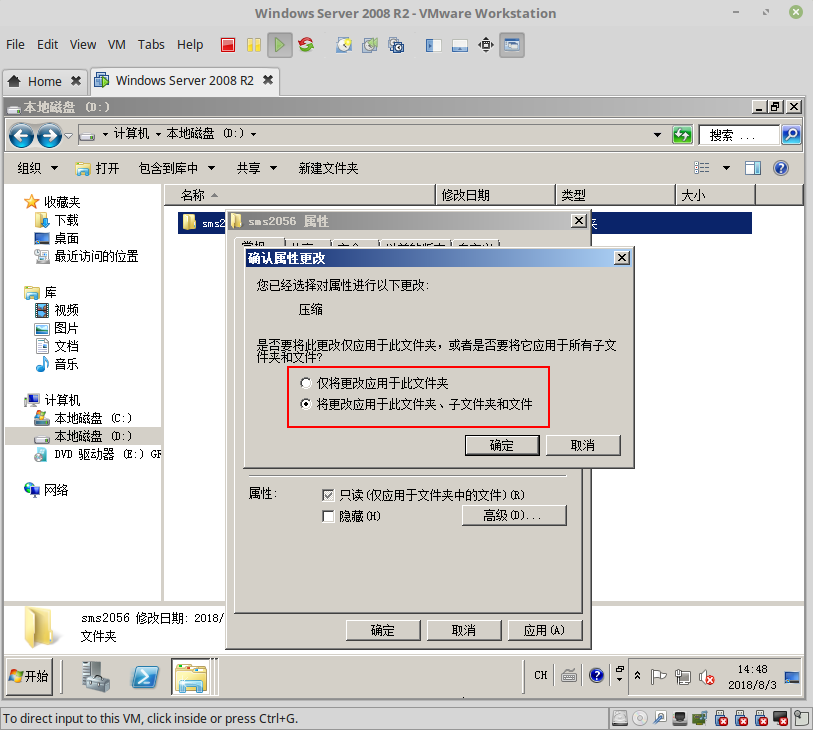 Windows Server 2008 R2 - VMware Workstation
File Edit View VM Tabs Help
Home Windows Server 2008 R2
本地磁盘 (D:)
计算机 本地磁盘 (D:) 搜索 ...
组织 打开 包含到库中 共享 新建文件夹
名称 修改日期 类型 大小
收藏夹
下载
桌面
最近访问的位置
库
视频
图片
文档
音乐
计算机
本地磁盘 (C:)
本地磁盘 (D:)
DVD 驱动器 (E:) GR
网络
sms2
sms2056 属性
确认属性更改
您已经选择对属性进行以下更改:
压缩
是否要将此更改仅应用于此文件夹，或者是否要将它应用于所有子文
件夹和文件?
仅将更改应用于此文件夹
将更改应用于此文件夹、子文件夹和文件
确定 取消
属性: 只读(仅应用于文件夹中的文件)(R)
隐藏(H) 高级(D)...
确定 取消 应用(A)
sms2056 修改日期: 2018/
文件夹
开始 CH 14:48
2018/8/3
To direct input to this VM, click inside or press Ctrl+G.